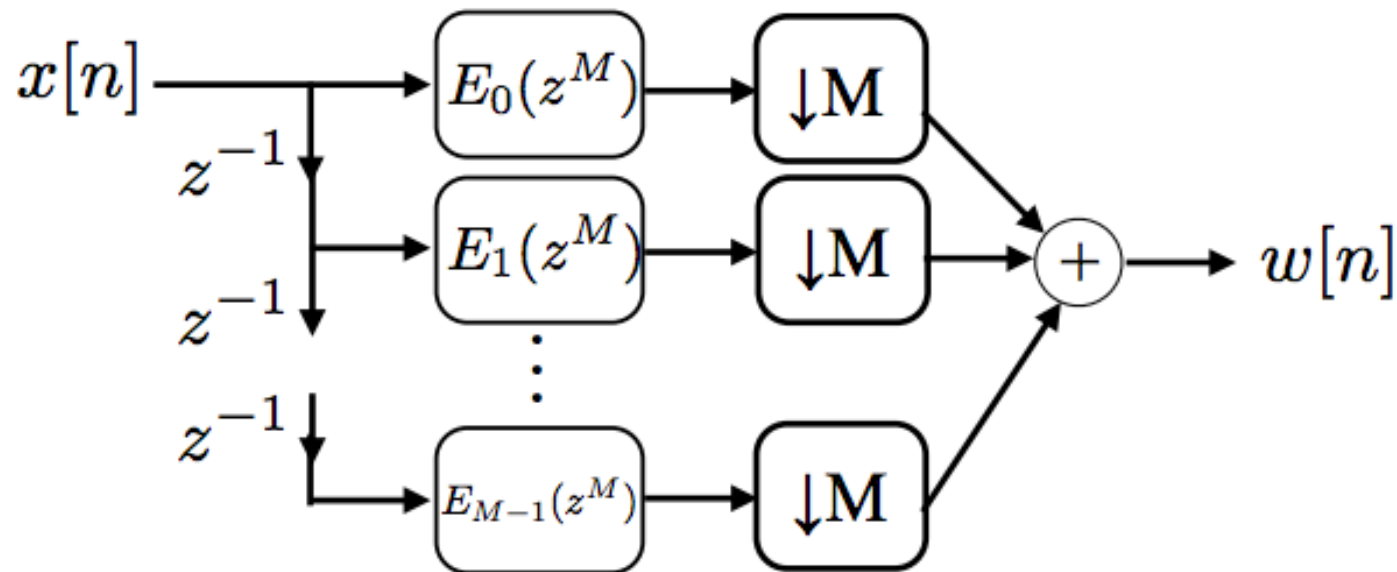 x[n] E_0(z^M) ↓M
z^{-1}
E_1(z^M) ↓M + w[n]
z^{-1}
⋮
z^{-1}
E_{M-1}(z^M) ↓M